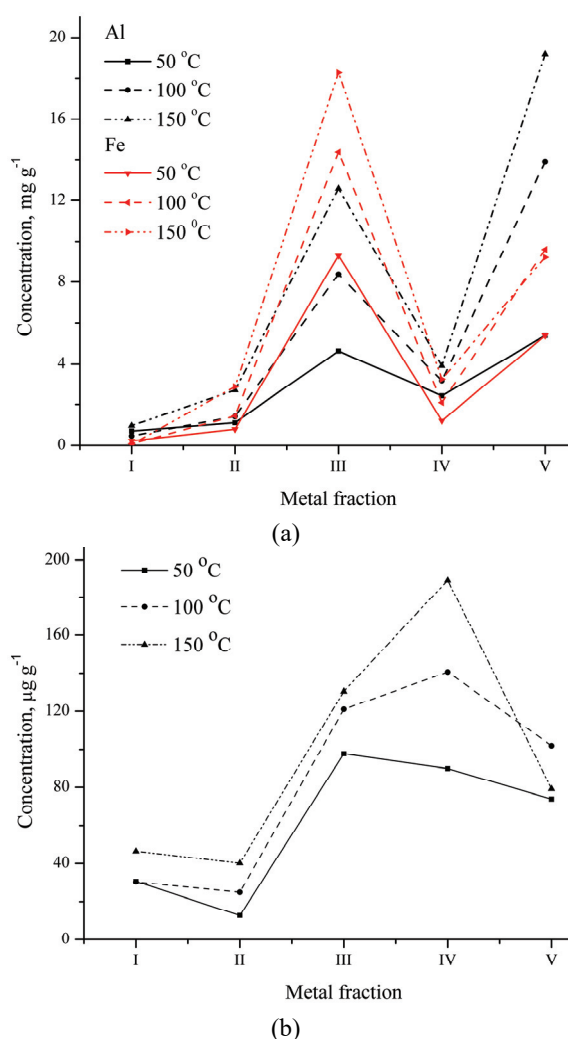 20
16
12
8
4
0
Concentration, mg g⁻¹
Al
50 °C
100 °C
150 °C
Fe
50 °C
100 °C
150 °C
I II III IV V
Metal fraction
(a)
200
160
120
80
40
0
Concentration, µg g⁻¹
50 °C
100 °C
150 °C
I II III IV V
Metal fraction
(b)